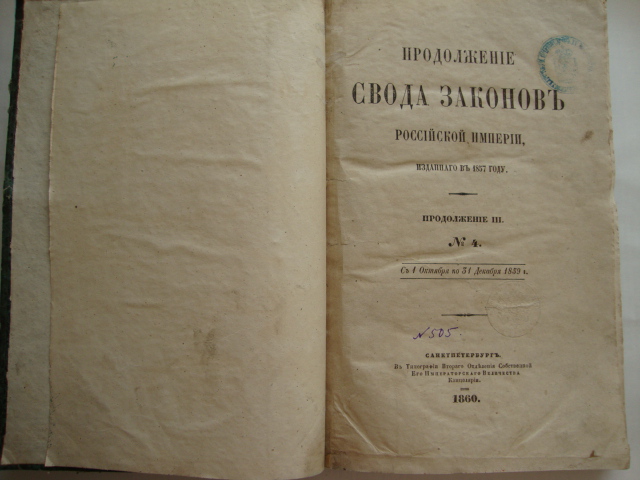 ПРОДОЛЖЕНІЕ
СВОДА ЗАКОНОВЪ
РОССІЙСКОЙ ИМПЕРІИ,
ИЗДАННАГО ВЪ 1857 ГОДУ.
ПРОДОЛЖЕНІЕ III.
№ 4.
Съ 1 Октября по 31 Декабря 1859 г.
№ 505.
САНКТПЕТЕРБУРГЪ.
Въ Типографіи Втораго Отдѣленія Собственной
Его Императорскаго Величества
Канцеляріи.
1860.